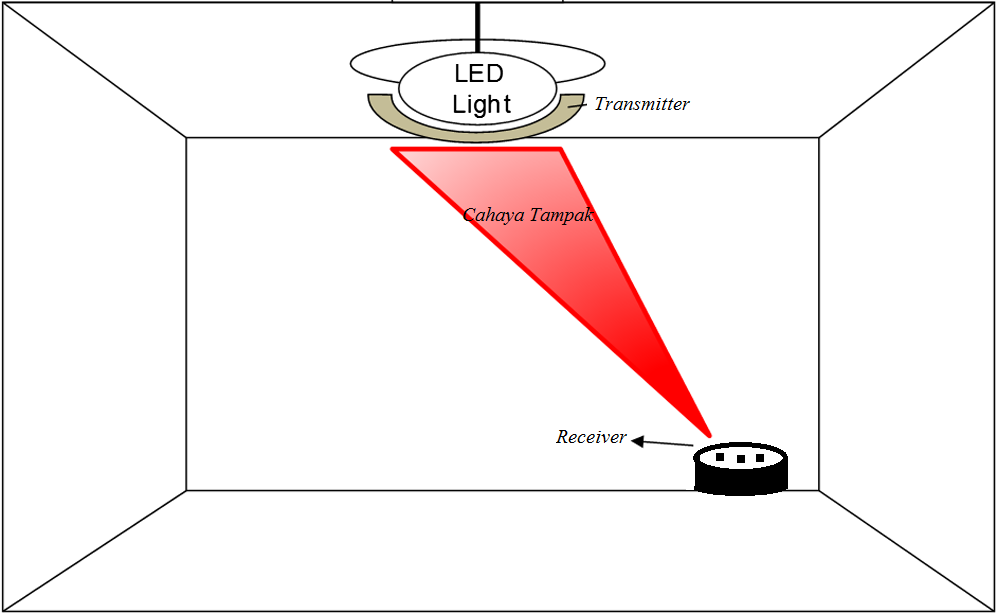 LED
Light
Transmitter
Cahaya Tampak
Receiver